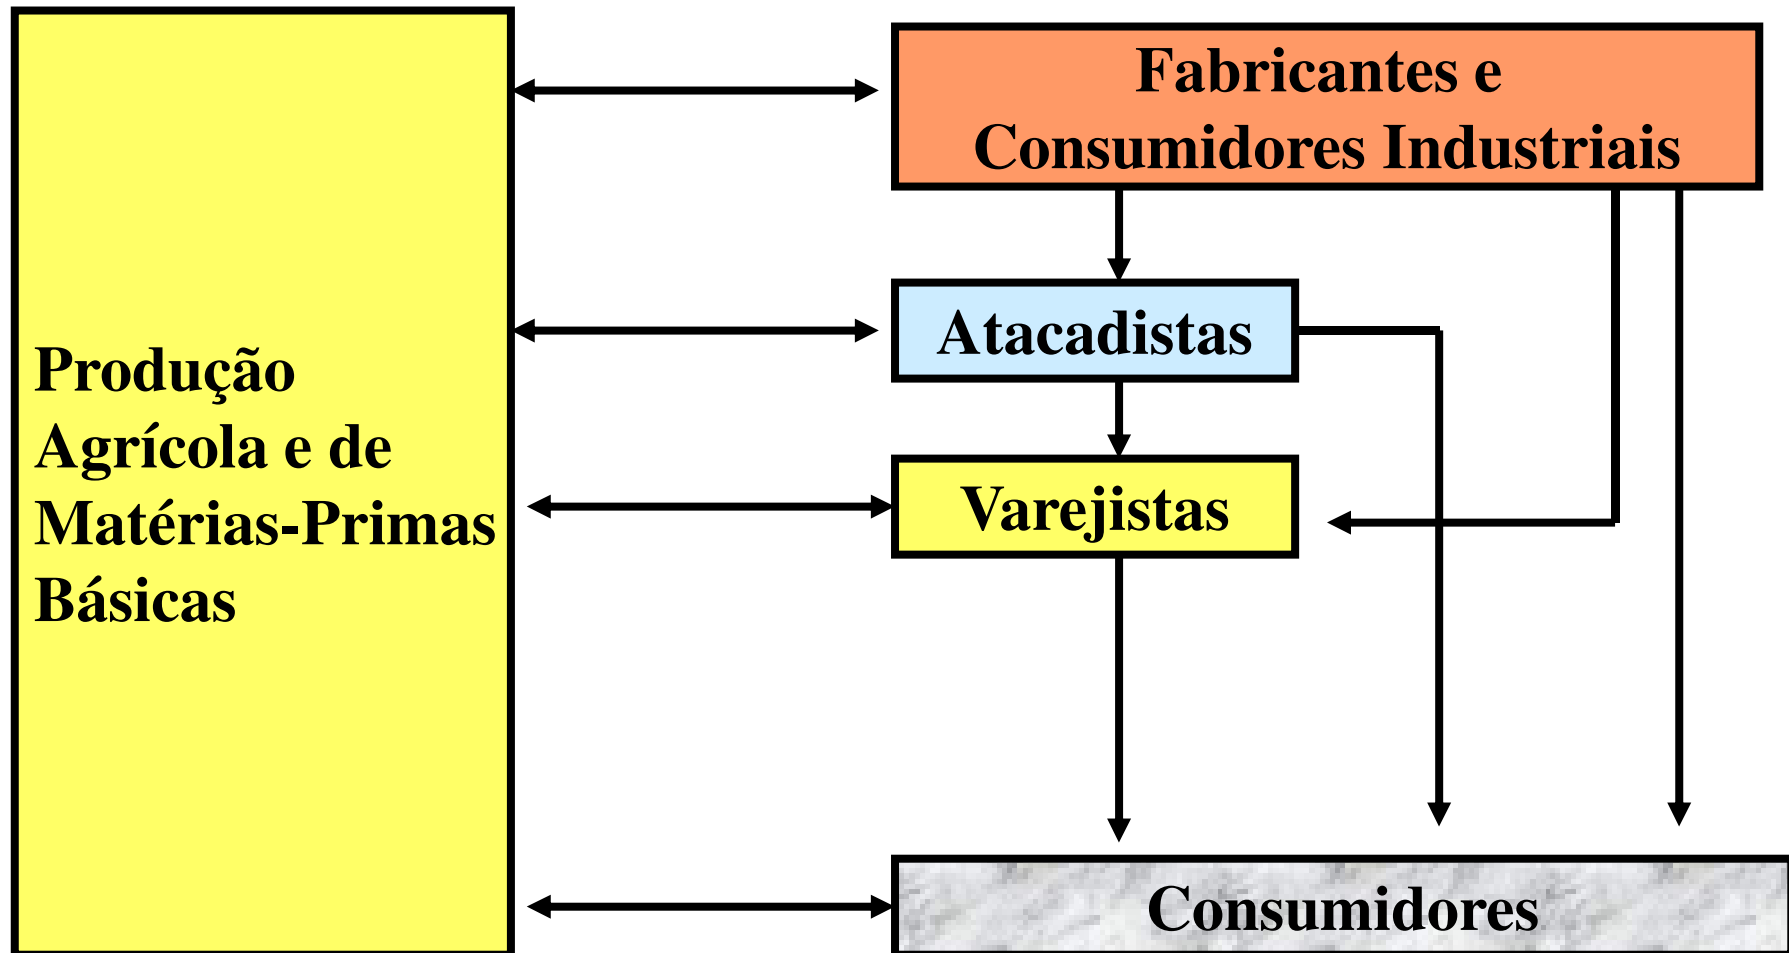 Produção
Agrícola e de
Matérias-Primas
Básicas
Fabricantes e
Consumidores Industriais
Atacadistas
Varejistas
Consumidores